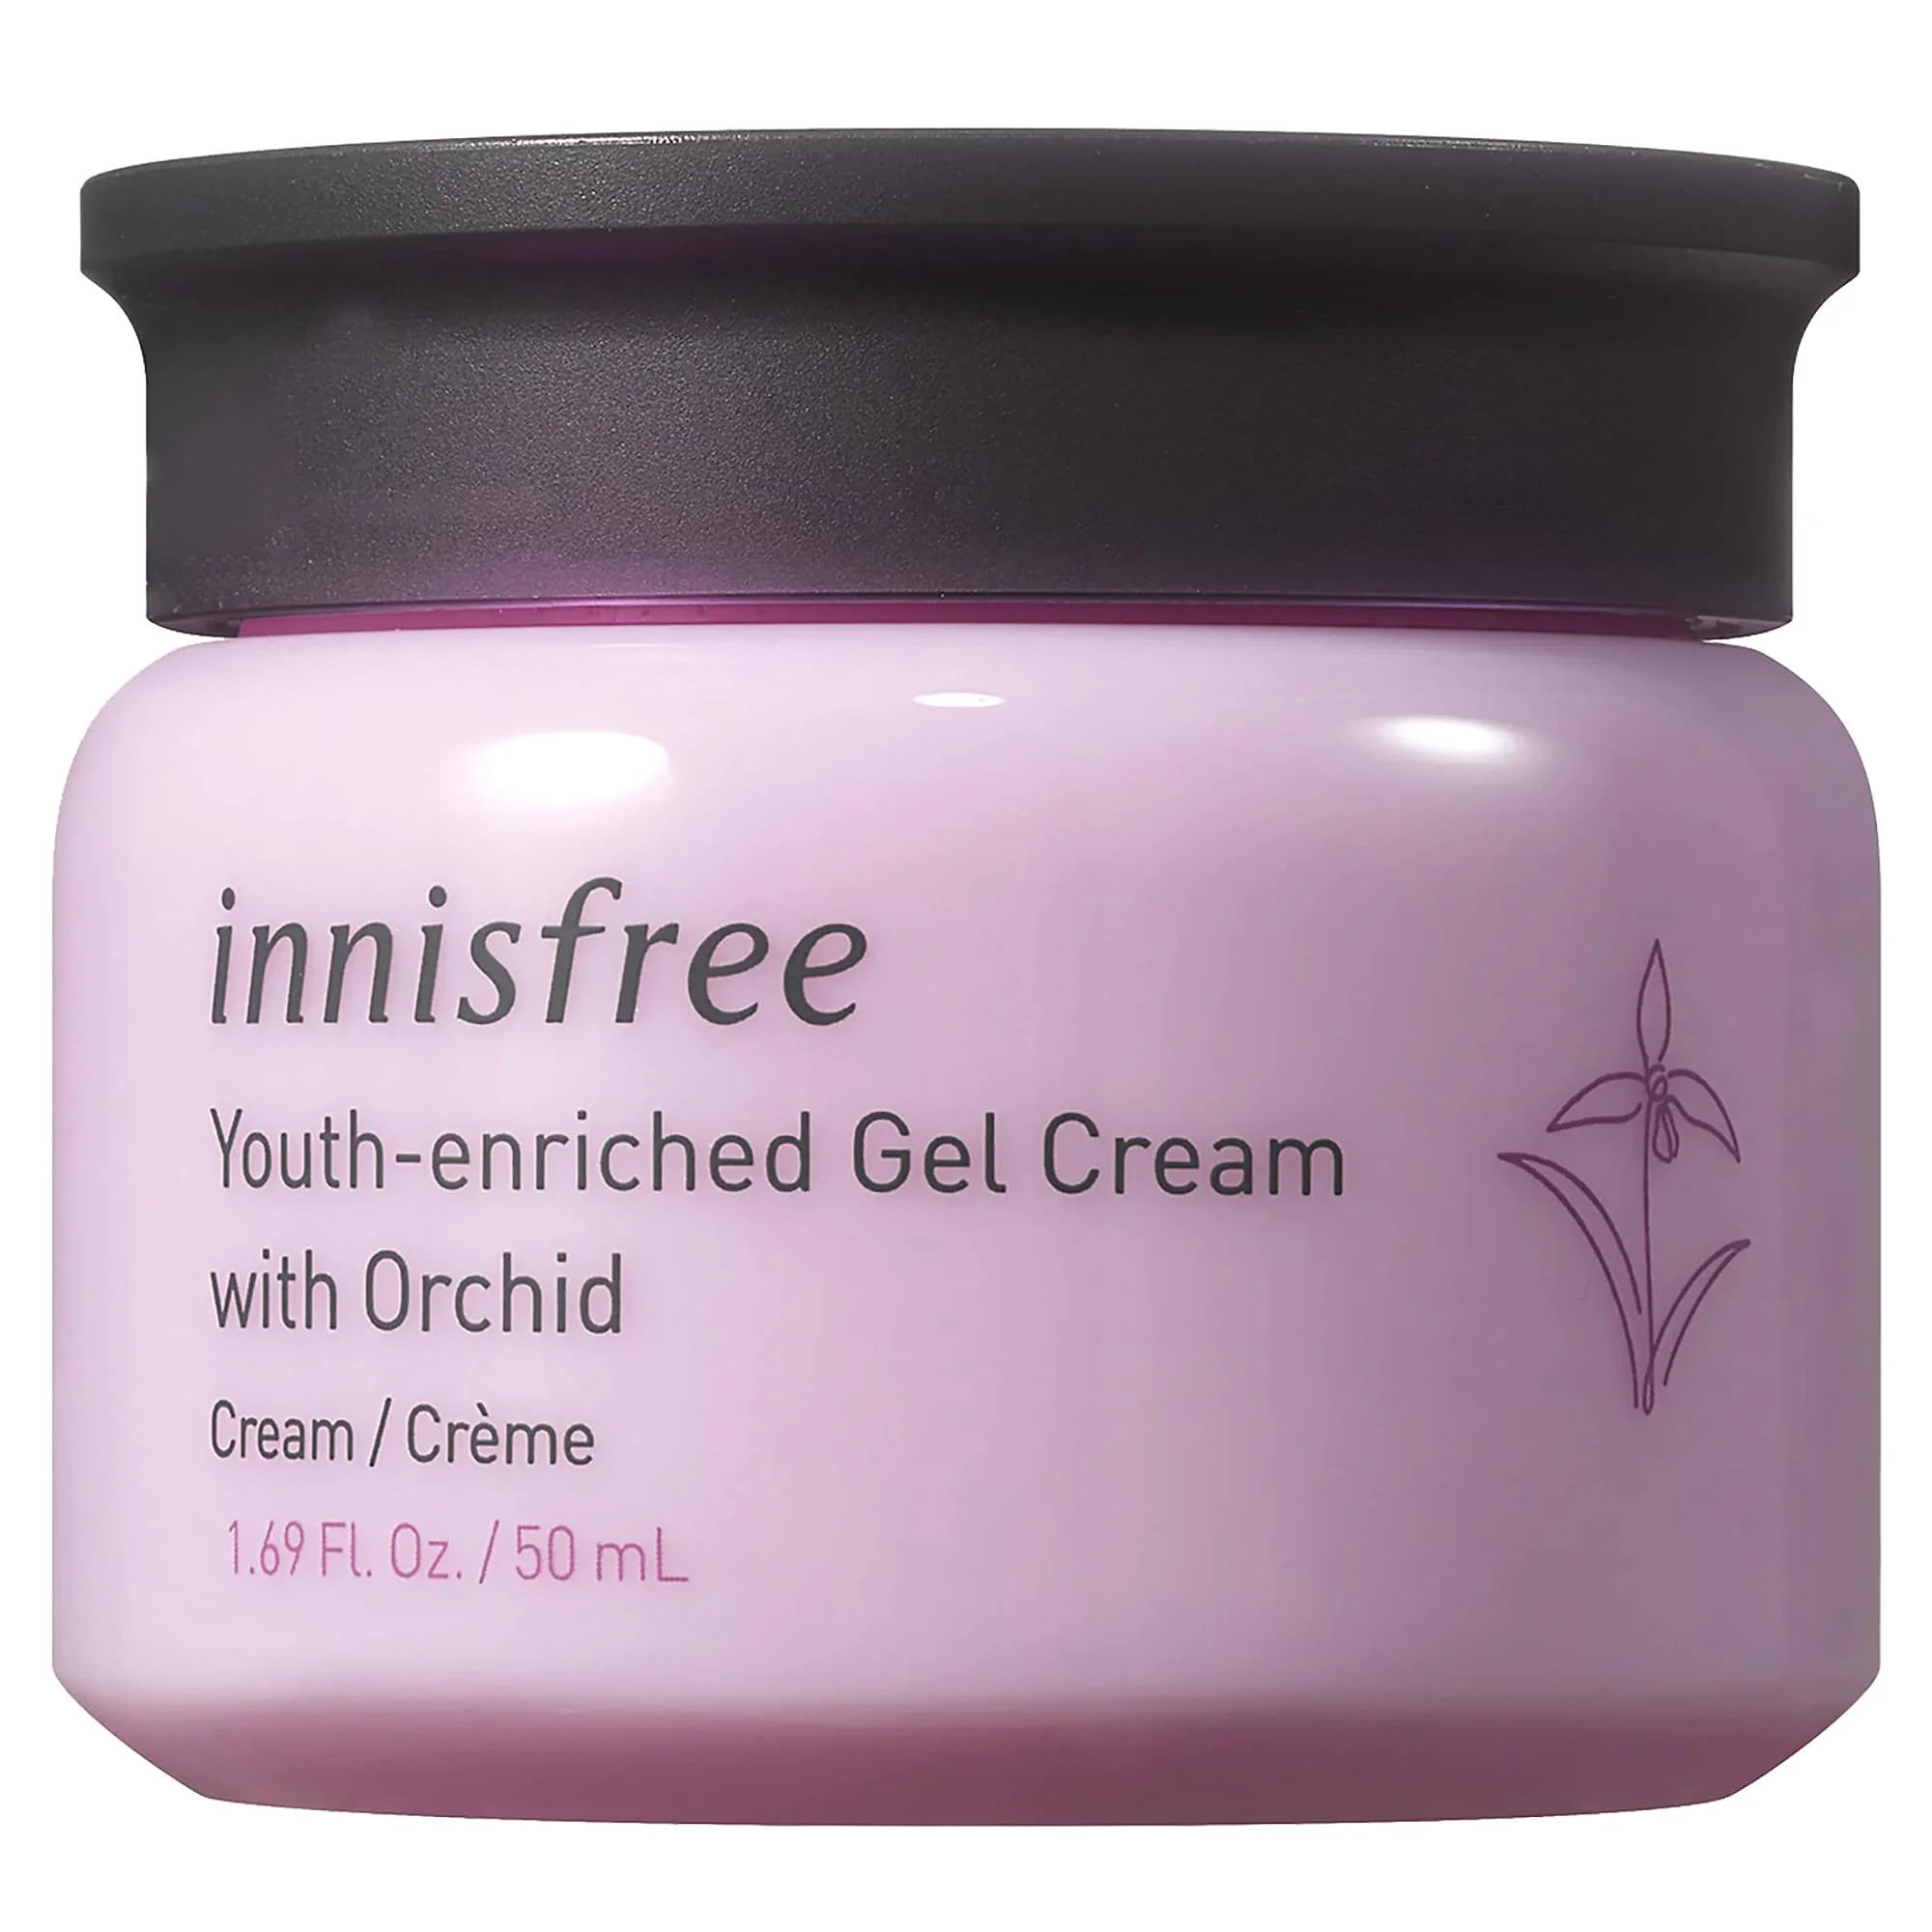 innisfree
Youth-enriched Gel Cream
with Orchid
Cream / Crème
1.69 Fl. Oz. / 50 mL